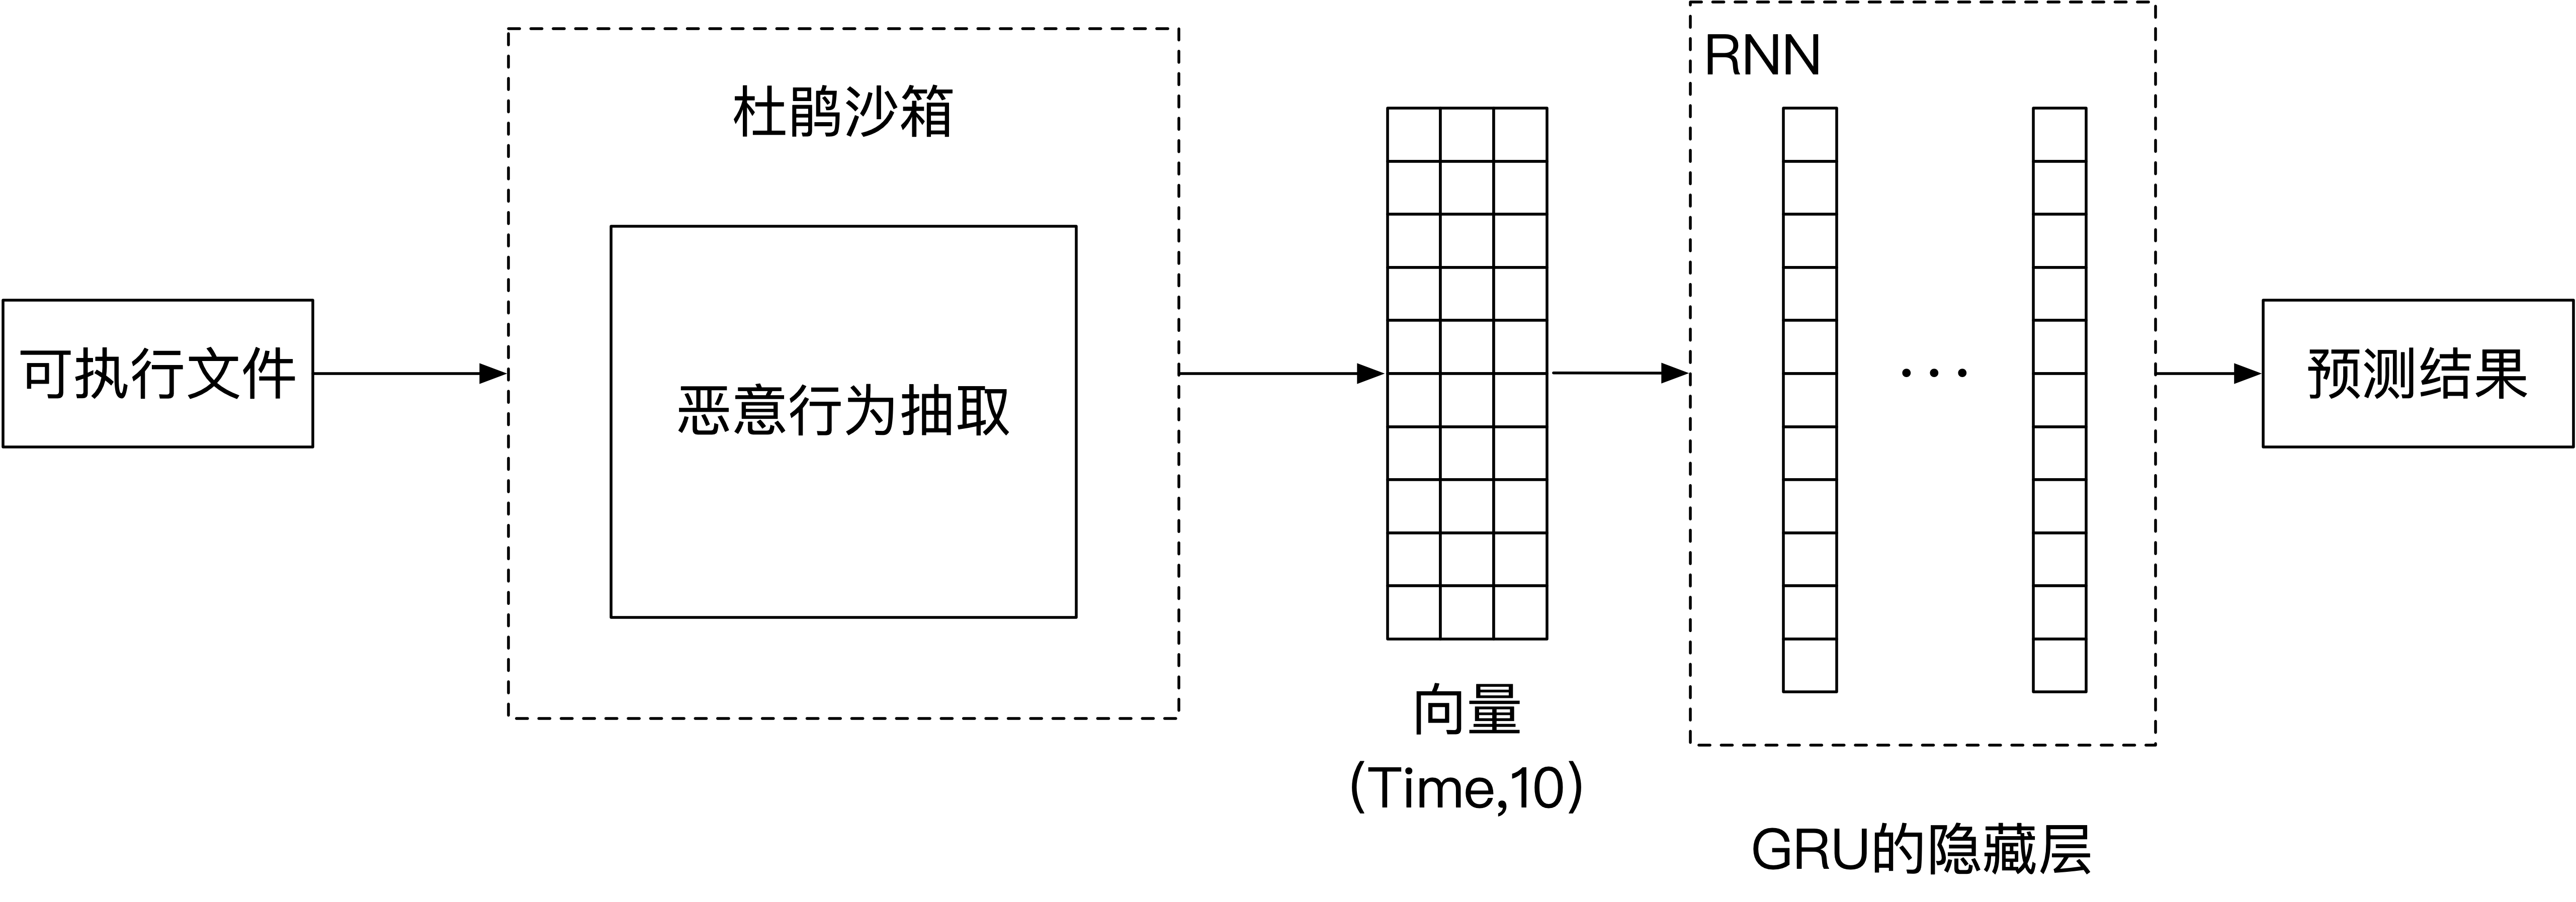 可执行文件
杜鹃沙箱
恶意行为抽取
向量
(Time,10)
RNN
GRU的隐藏层
预测结果